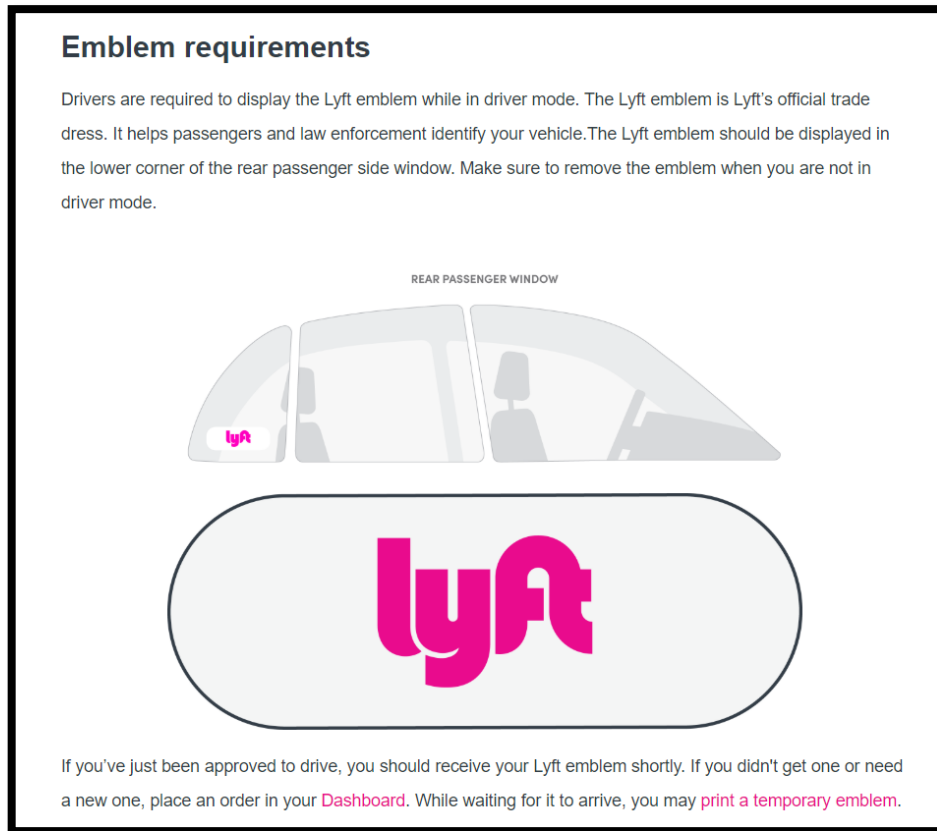 Emblem requirements
Drivers are required to display the Lyft emblem while in driver mode. The Lyft emblem is Lyft's official trade
dress. It helps passengers and law enforcement identify your vehicle.The Lyft emblem should be displayed in
the lower corner of the rear passenger side window. Make sure to remove the emblem when you are not in
driver mode.
REAR PASSENGER WINDOW
lyft
lyft
If you've just been approved to drive, you should receive your Lyft emblem shortly. If you didn't get one or need
a new one, place an order in your Dashboard. While waiting for it to arrive, you may print a temporary emblem.